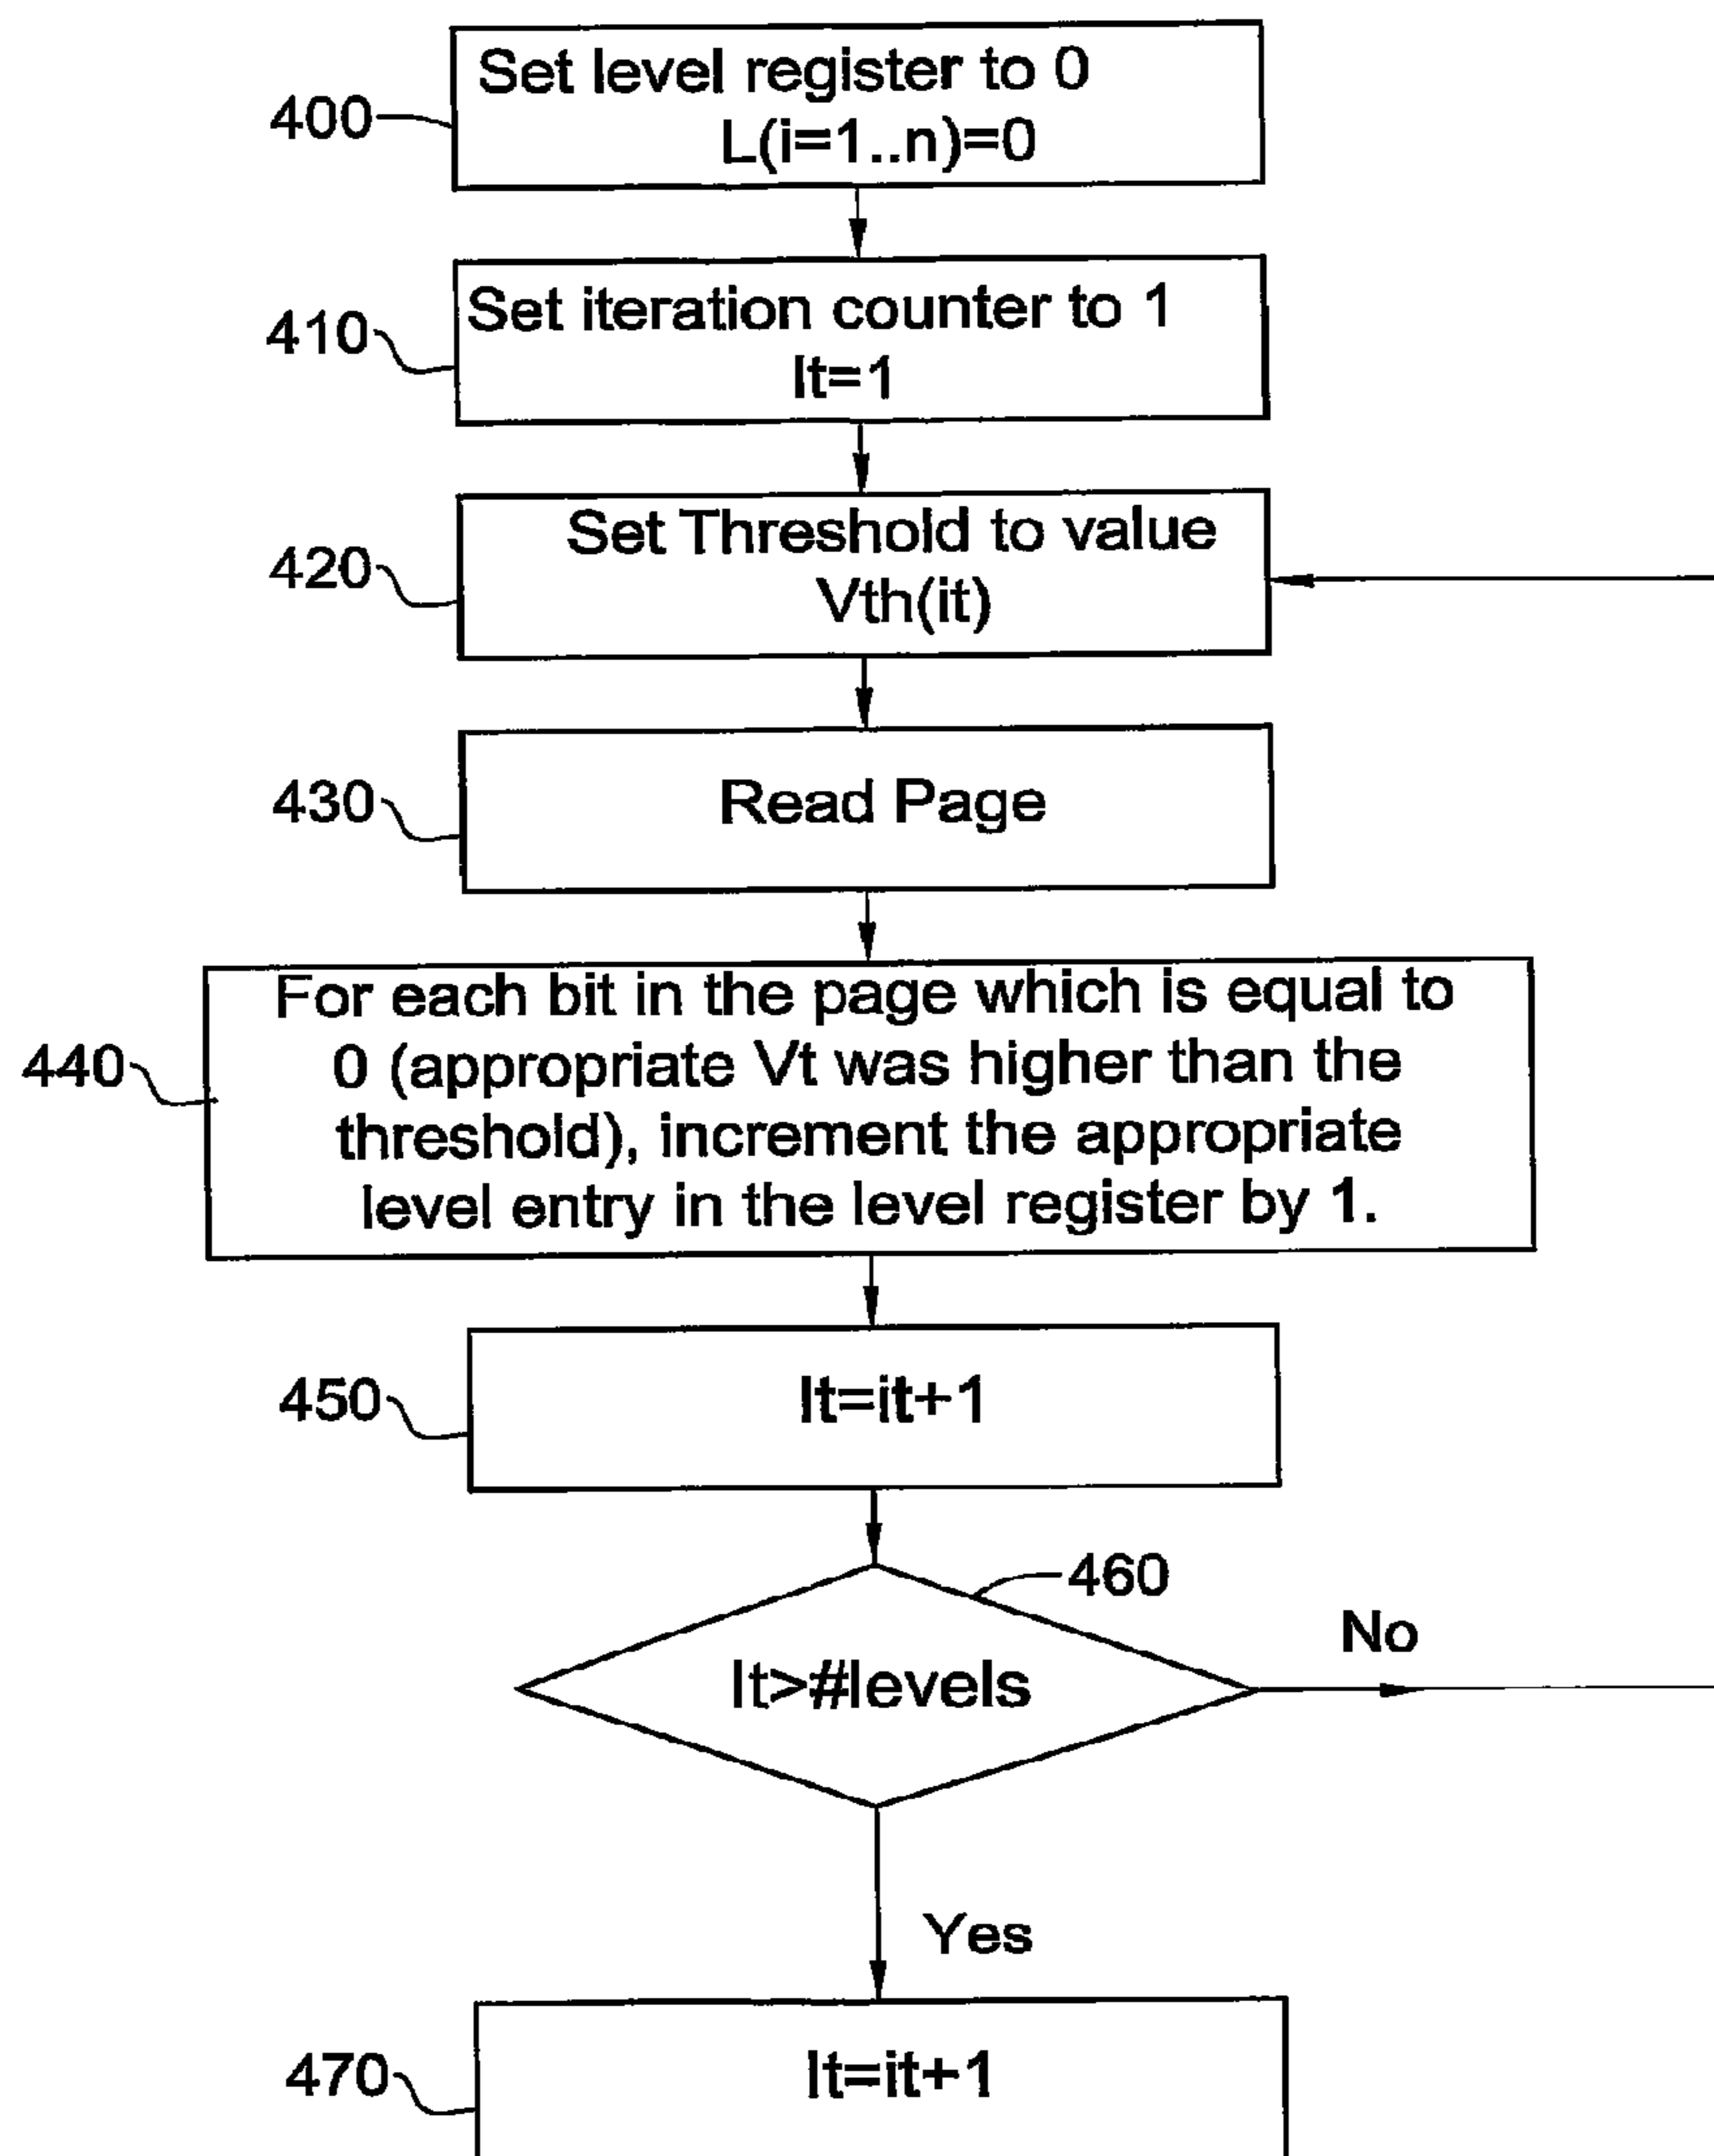 Set level register to 0
400
L(i=1..n)=0
Set iteration counter to 1
410
It=1
Set Threshold to value
420
Vth(it)
430
Read Page
For each bit in the page which is equal to
440
0 (appropriate Vt was higher than the
threshold), increment the appropriate
level entry in the level register by 1.
450
It=it+1
460
No
It>#levels
Yes
470
It=it+1